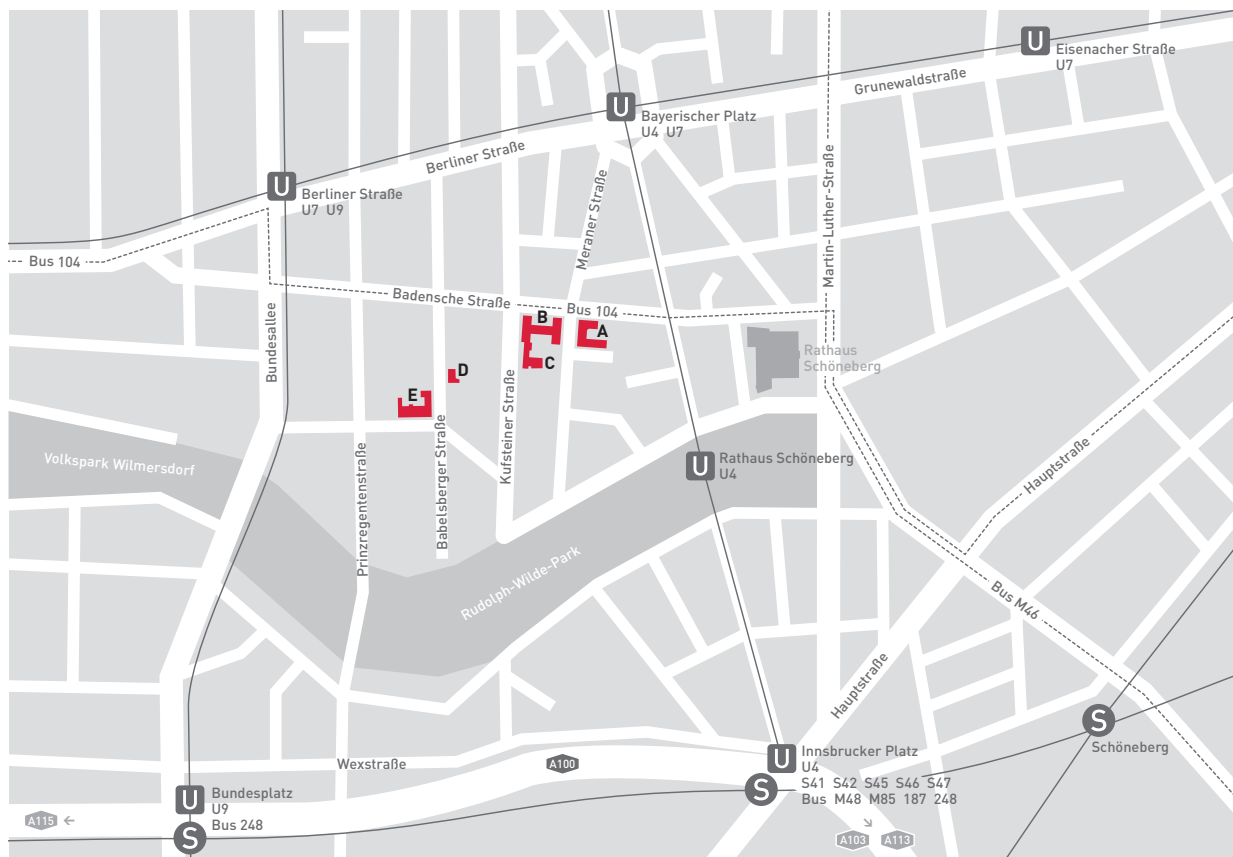 U
Eisenacher Straße
U7
Grunewaldstraße
U
Bayerischer Platz
U4 U7
Berliner Straße
Martin-Luther-Straße
U
Berliner Straße
U7 U9
Meraner Straße
Bus 104
Badensche Straße
Bus 104
B
A
Bundesallee
Rathaus
Schöneberg
C
D
E
Kufsteiner Straße
Babelsberger Straße
Prinzregentenstraße
Volkspark Wilmersdorf
U
Rathaus Schöneberg
U4
Hauptstraße
Rudolph-Wilde-Park
Bus M46
Hauptstraße
S
Schöneberg
Wexstraße
A100
U
Innsbrucker Platz
U4
S41 S42 S45 S46 S47
S
Bus M48 M85 187 248
U
Bundesplatz
U9
Bus 248
S
A115 ←
A103 A113